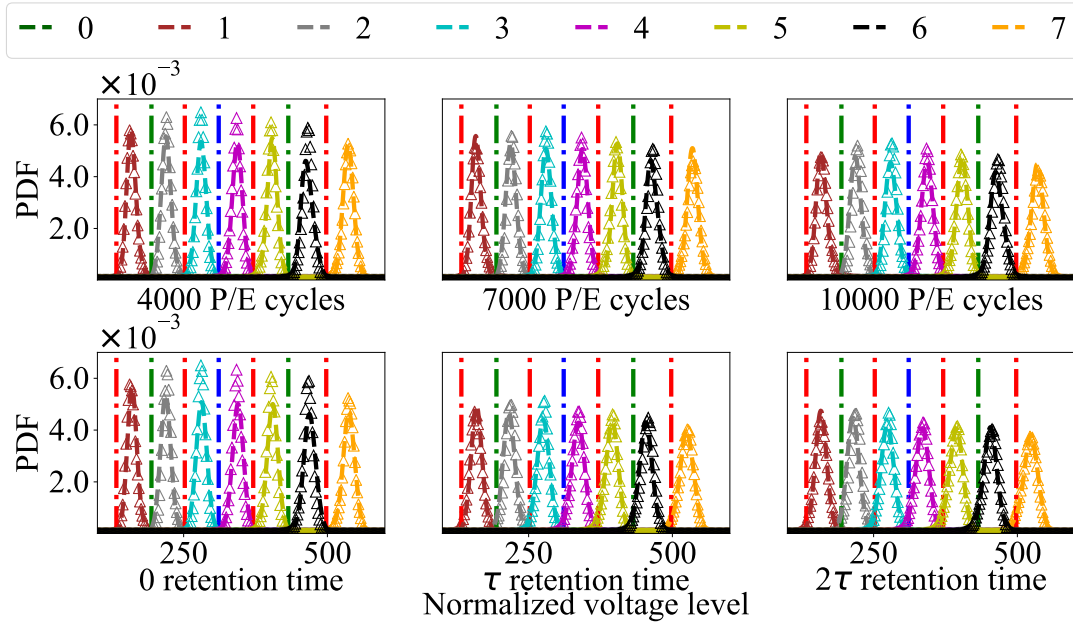 0 1 2 3 4 5 6 7
×10⁻³
6.0
4.0
2.0
PDF
4000 P/E cycles 7000 P/E cycles 10000 P/E cycles
×10⁻³
6.0
4.0
2.0
PDF
250 500 250 500 250 500
0 retention time τ retention time 2τ retention time
Normalized voltage level